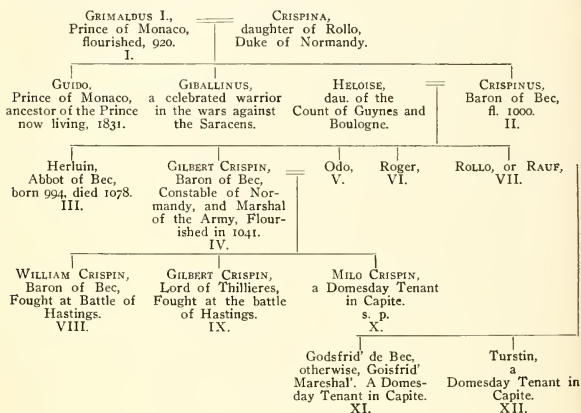 GRIMALDUS I.,
Prince of Monaco,
flourished, 920.
I.
CRISPINA,
daughter of Rollo,
Duke of Normandy.
GUIDO,
Prince of Monaco,
ancestor of the Prince
now living, 1831.
GIBALLINUS,
a celebrated warrior
in the wars against
the Saracens.
HELOISE,
dau. of the
Count of Guynes and
Boulogne.
CRISPINUS,
Baron of Bec,
fl. 1000.
II.
Herluin,
Abbot of Bec,
born 994, died 1078.
III.
GILBERT CRISPIN,
Baron of Bec,
Constable of Nor-
mandy, and Marshal
of the Army, Flour-
ished in 1041.
IV.
Odo,
V.
Roger,
VI.
ROLLO, or RAUF,
VII.
WILLIAM CRISPIN,
Baron of Bec,
Fought at Battle of
Hastings.
VIII.
GILBERT CRISPIN,
Lord of Thillieres,
Fought at the battle
of Hastings.
IX.
MILO CRISPIN,
a Domesday Tenant
in Capite.
s. p.
X.
Godsfrid' de Bec,
otherwise, Goisfrid'
Mareshal'. A Domes-
day Tenant in Capite.
XI.
Turstin,
a
Domesday Tenant in
Capite.
XII.